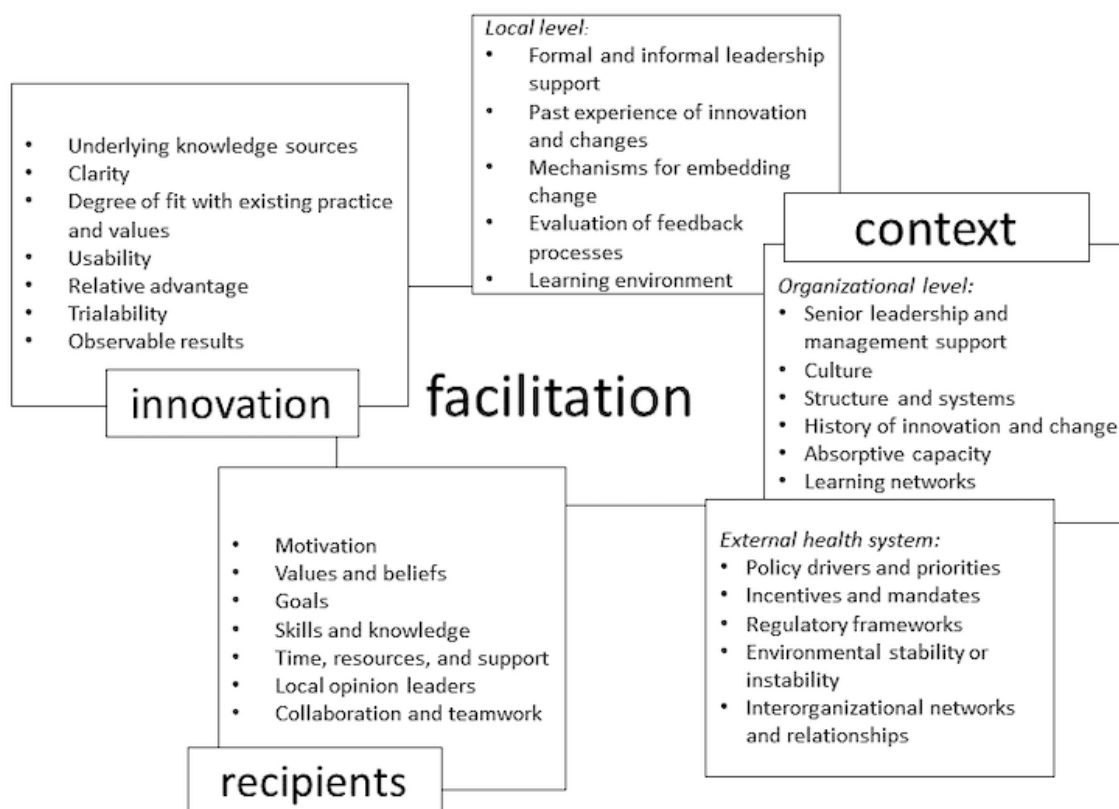 Local level:
• Formal and informal leadership
support
• Past experience of innovation
and changes
• Mechanisms for embedding
change
• Evaluation of feedback
processes
• Learning environment
• Underlying knowledge sources
• Clarity
• Degree of fit with existing practice
and values
• Usability
• Relative advantage
• Trialability
• Observable results
innovation
facilitation
context
Organizational level:
• Senior leadership and
management support
• Culture
• Structure and systems
• History of innovation and change
• Absorptive capacity
• Learning networks
• Motivation
• Values and beliefs
• Goals
• Skills and knowledge
• Time, resources, and support
• Local opinion leaders
• Collaboration and teamwork
recipients
External health system:
• Policy drivers and priorities
• Incentives and mandates
• Regulatory frameworks
• Environmental stability or
instability
• Interorganizational networks
and relationships